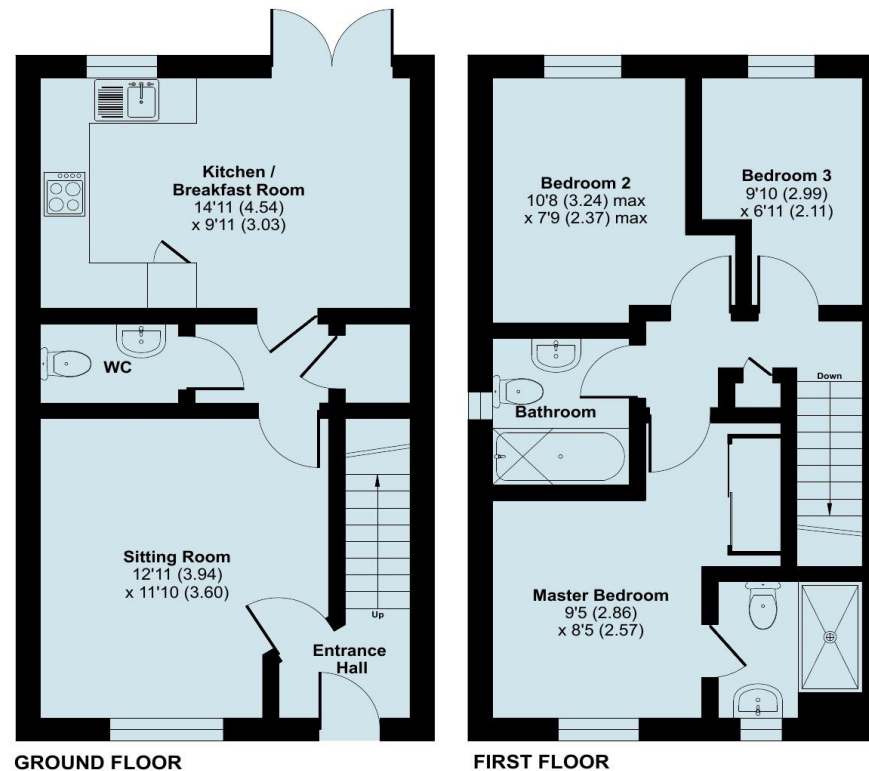 Kitchen /
Breakfast Room
14'11 (4.54)
x 9'11 (3.03)
WC
Sitting Room
12'11 (3.94)
x 11'10 (3.60)
Up
Entrance
Hall
GROUND FLOOR
Bedroom 2
10'8 (3.24) max
x 7'9 (2.37) max
Bedroom 3
9'10 (2.99)
x 6'11 (2.11)
Bathroom
Down
Master Bedroom
9'5 (2.86)
x 8'5 (2.57)
FIRST FLOOR